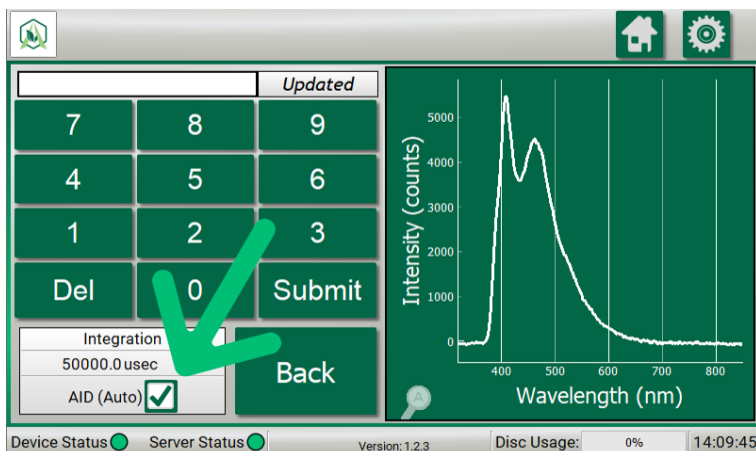 Updated
7 8 9
4 5 6
1 2 3
Del 0 Submit
Integration
50000.0 usec
AID (Auto)
Back
Intensity (counts)
5000
4000
3000
2000
1000
0
400 500 600 700 800
Wavelength (nm)
A
Device Status Server Status Version: 1.2.3 Disc Usage: 0% 14:09:45